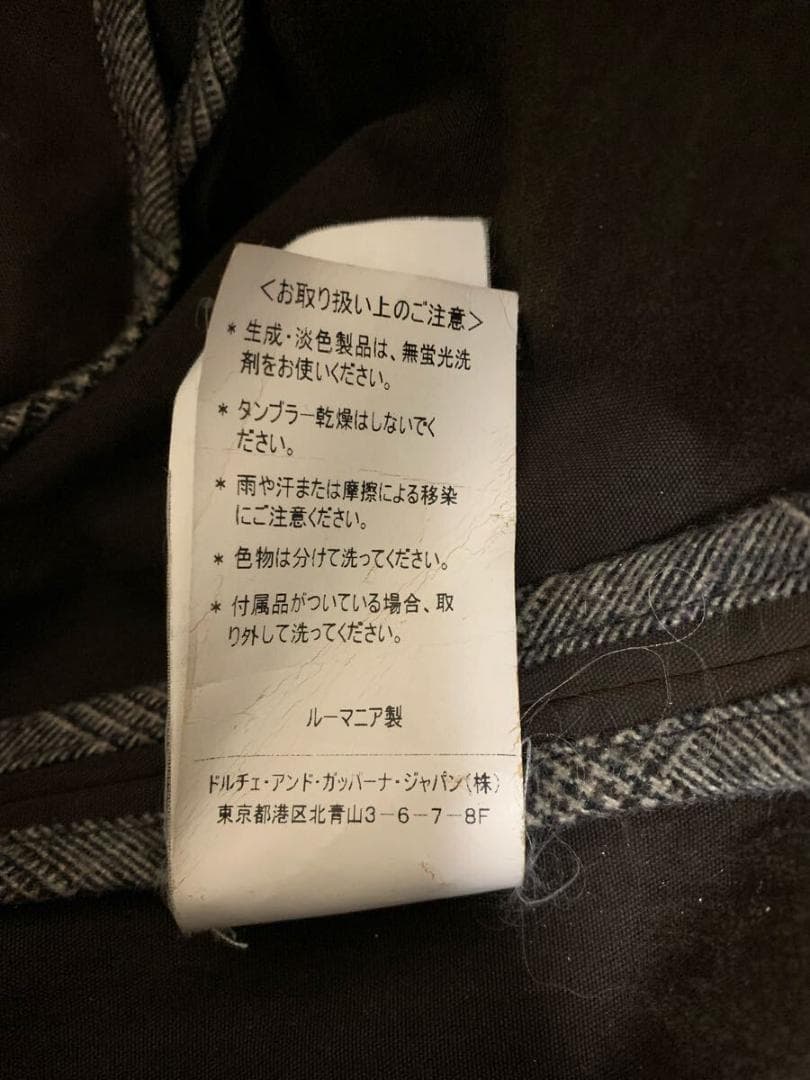 ＜お取り扱い上のご注意＞
* 生成・淡色製品は、無蛍光洗
剤をお使いください。
* タンブラー乾燥はしないでく
ださい。
* 雨や汗または摩擦による移染
にご注意ください。
* 色物は分けて洗ってください。
* 付属品がついている場合、取
り外して洗ってください。
ルーマニア製
ドルチェ・アンド・ガッバーナ・ジャパン(株)
東京都港区北青山3-6-7-8F